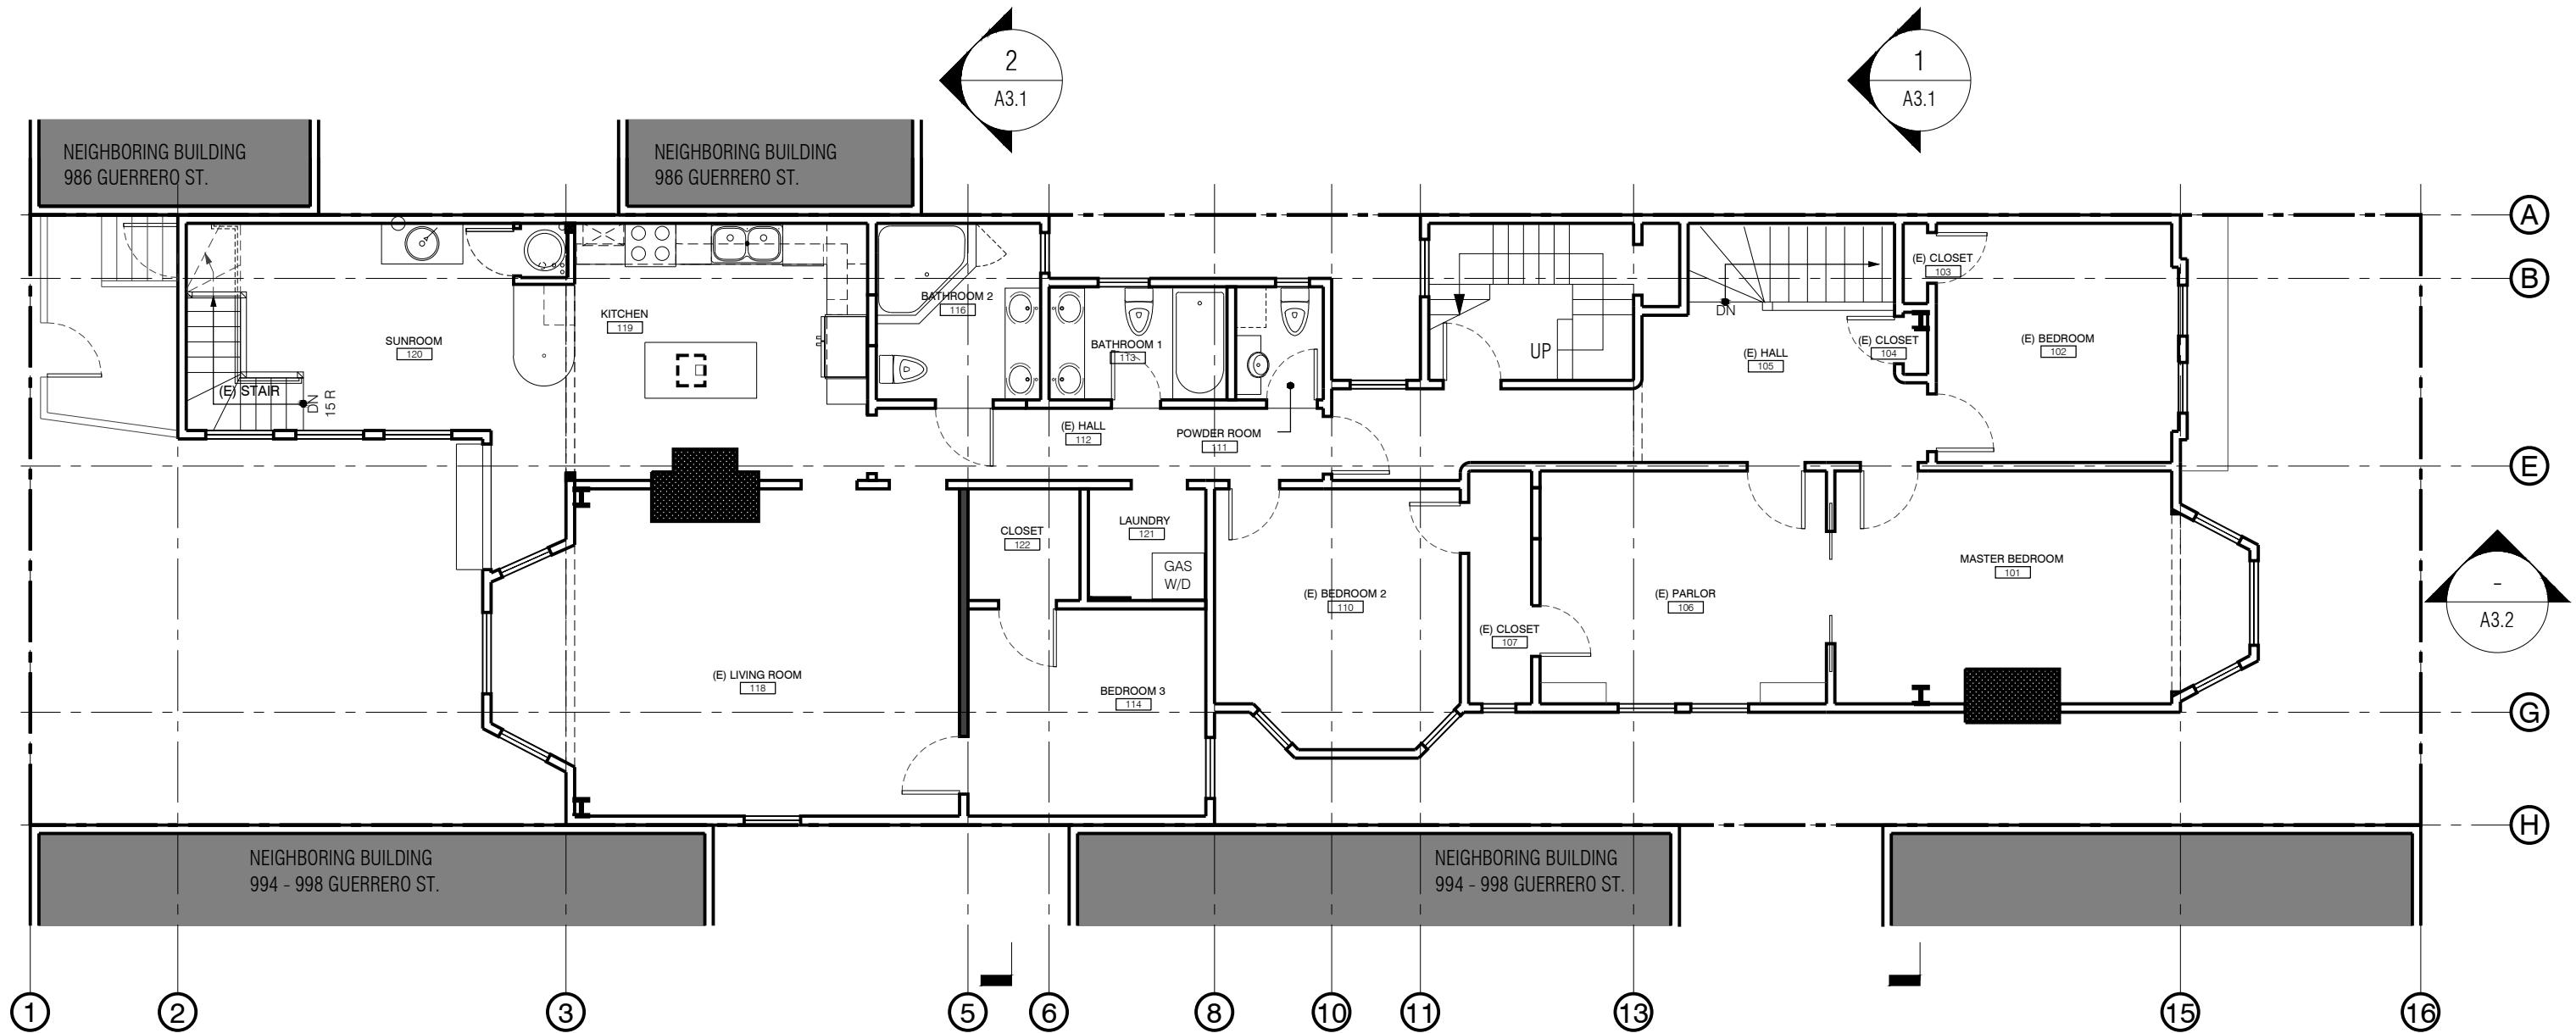 2
A3.1
1
A3.1
NEIGHBORING BUILDING
986 GUERRERO ST.
NEIGHBORING BUILDING
986 GUERRERO ST.
A
B
E
G
H
(E) CLOSET
103
BATHROOM 2
116
KITCHEN
119
SUNROOM
120
DN
BATHROOM 1
113
UP
(E) HALL
105
(E) CLOSET
104
(E) BEDROOM
102
(E) STAIR
DN
15 R
(E) HALL
112
POWDER ROOM
111
CLOSET
122
LAUNDRY
121
GAS
W/D
MASTER BEDROOM
101
(E) BEDROOM 2
110
(E) PARLOR
106
(E) CLOSET
107
-
A3.2
(E) LIVING ROOM
118
BEDROOM 3
114
NEIGHBORING BUILDING
994 - 998 GUERRERO ST.
NEIGHBORING BUILDING
994 - 998 GUERRERO ST.
1
2
3
5
6
8
10
11
13
15
16